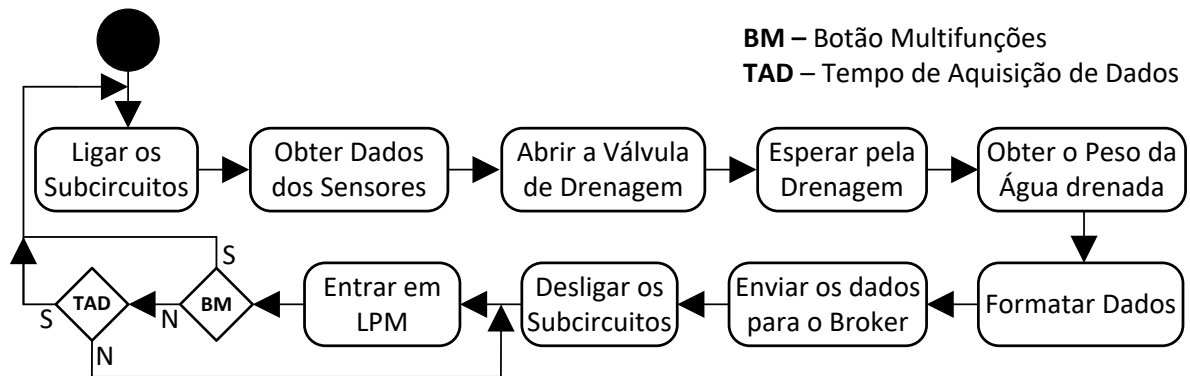 BM – Botão Multifunções
TAD – Tempo de Aquisição de Dados
Ligar os
Subcircuitos
Obter Dados
dos Sensores
Abrir a Válvula
de Drenagem
Esperar pela
Drenagem
Obter o Peso da
Água drenada
Formatar Dados
Enviar os dados
para o Broker
Desligar os
Subcircuitos
Entrar em
LPM
S
BM
N
TAD
S
N